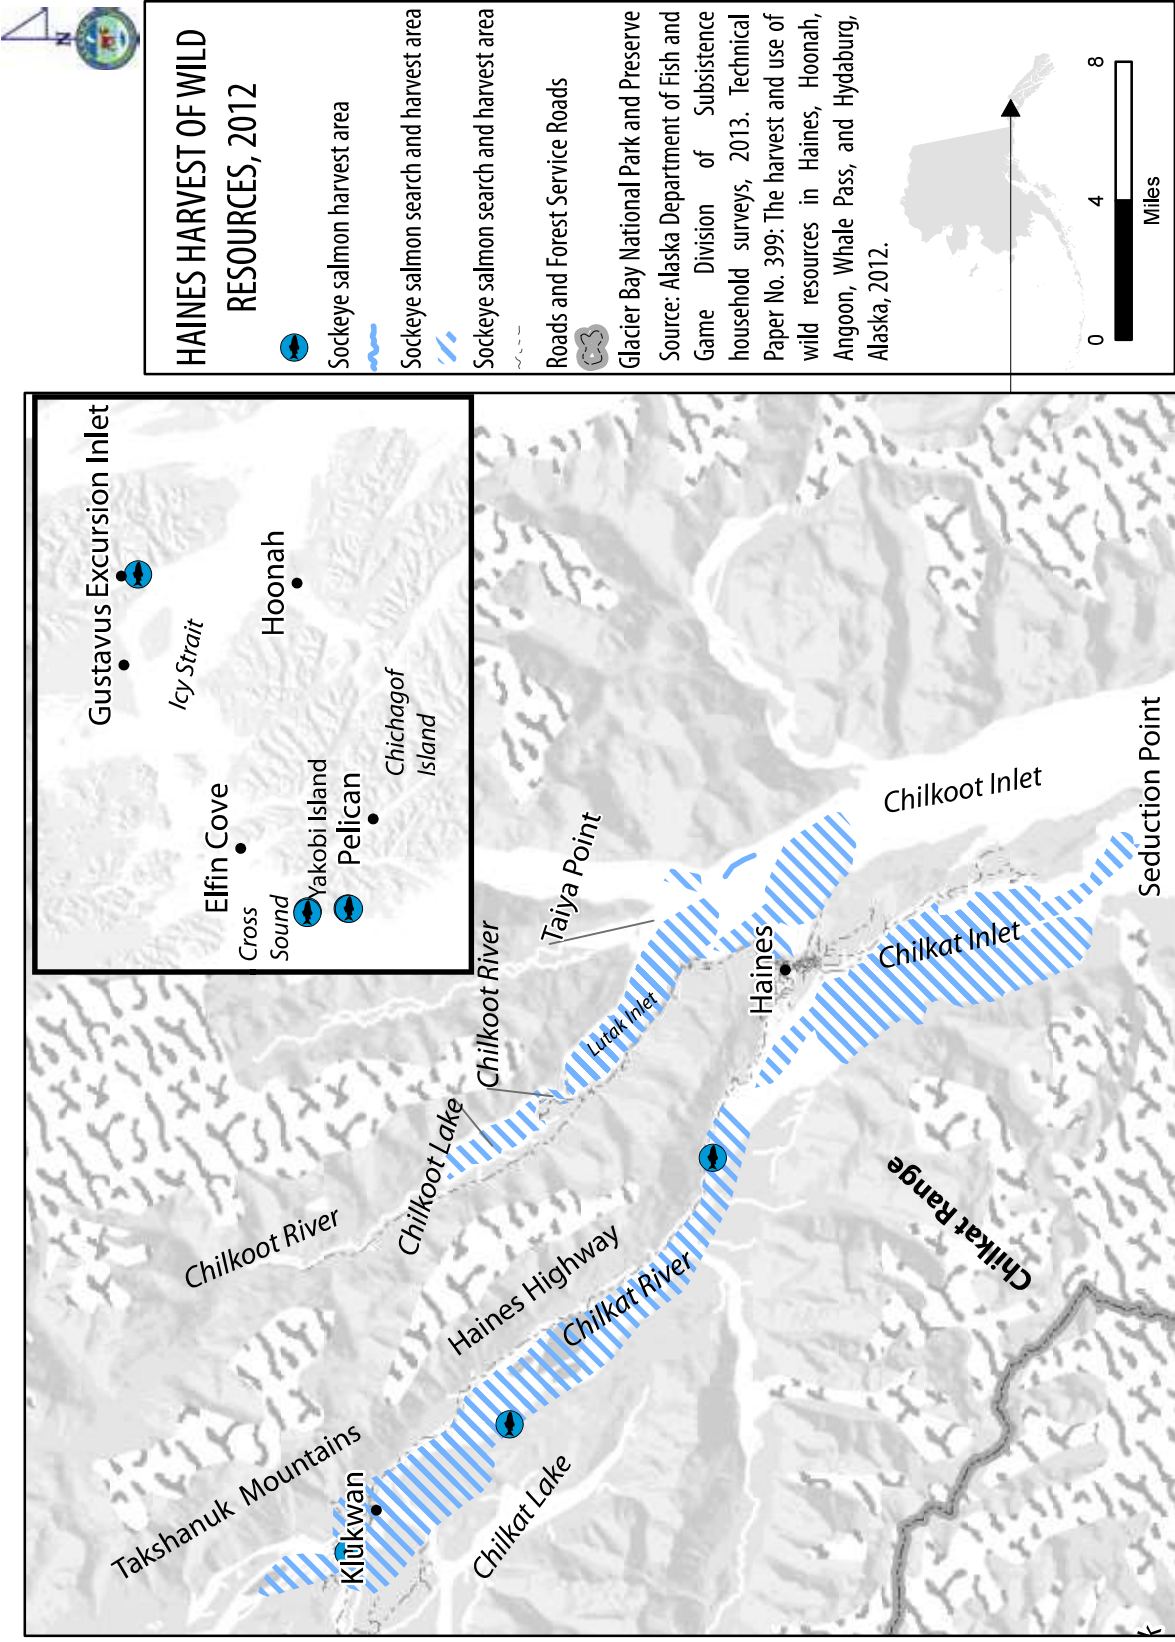 HAINES HARVEST OF WILD
RESOURCES, 2012
Sockeye salmon harvest area
Sockeye salmon search and harvest area
Sockeye salmon search and harvest area
Roads and Forest Service Roads
Glacier Bay National Park and Preserve
Source: Alaska Department of Fish and
Game Division of Subsistence
household surveys, 2013. Technical
Paper No. 399: The harvest and use of
wild resources in Haines, Hoonah,
Angoon, Whale Pass, and Hydaburg,
Alaska, 2012.
0 4 8
Miles
N
Gustavus
Excursion Inlet
Icy Strait
Hoonah
Elfin Cove
Cross
Sound
Yakobi Island
Pelican
Chichagof
Island
Takshanuk Mountains
Klukwan
Chilkoot River
Chilkoot Lake
Chilkoot River
Taiya Point
Lutak Inlet
Haines Highway
Chilkat River
Chilkat Lake
Haines
Chilkat Inlet
Chilkoot Inlet
Chilkat Range
Seduction Point
k